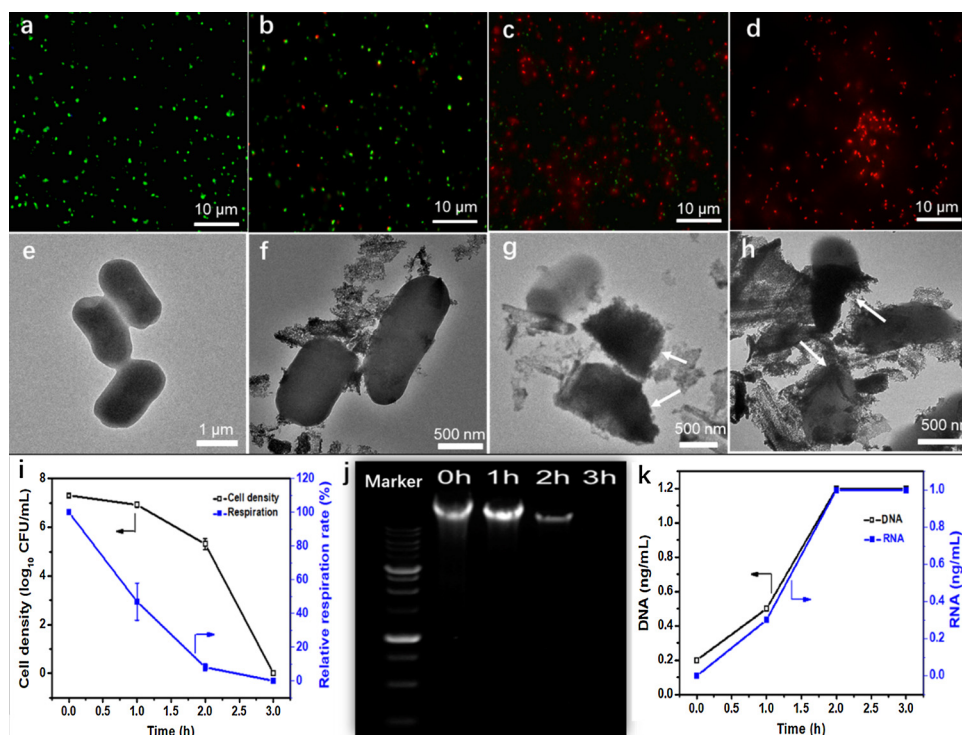 a
b
c
d
10 μm
10 μm
10 μm
10 μm
e
f
g
h
1 μm
500 nm
500 nm
500 nm
i
Cell density (log10 CFU/mL)
8
6
4
2
0
Cell density
Respiration
120
100
80
60
40
20
0
Relative respiration rate (%)
0.0 0.5 1.0 1.5 2.0 2.5 3.0
Time (h)
j
Marker 0h 1h 2h 3h
k
DNA (ng/mL)
1.2
1.0
0.8
0.6
0.4
0.2
0.0
DNA
RNA
1.0
0.8
0.6
0.4
0.2
0.0
RNA (ng/mL)
0.0 0.5 1.0 1.5 2.0 2.5 3.0
Time (h)